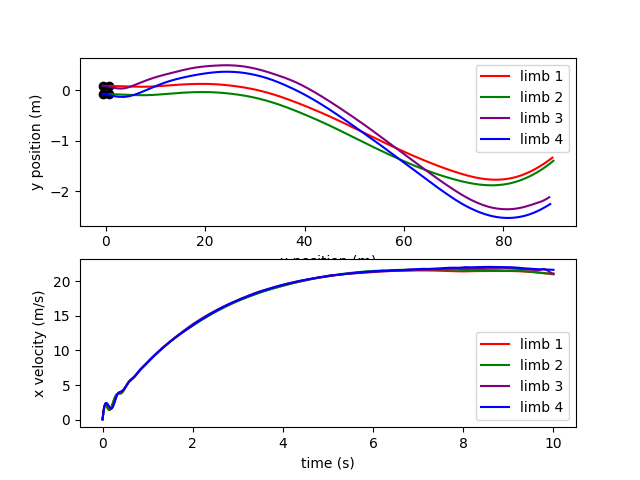 0
−1
−2
y position (m)
limb 1
limb 2
limb 3
limb 4
0 20 40 60 80
x position (m)
20
15
10
5
0
x velocity (m/s)
limb 1
limb 2
limb 3
limb 4
0 2 4 6 8 10
time (s)